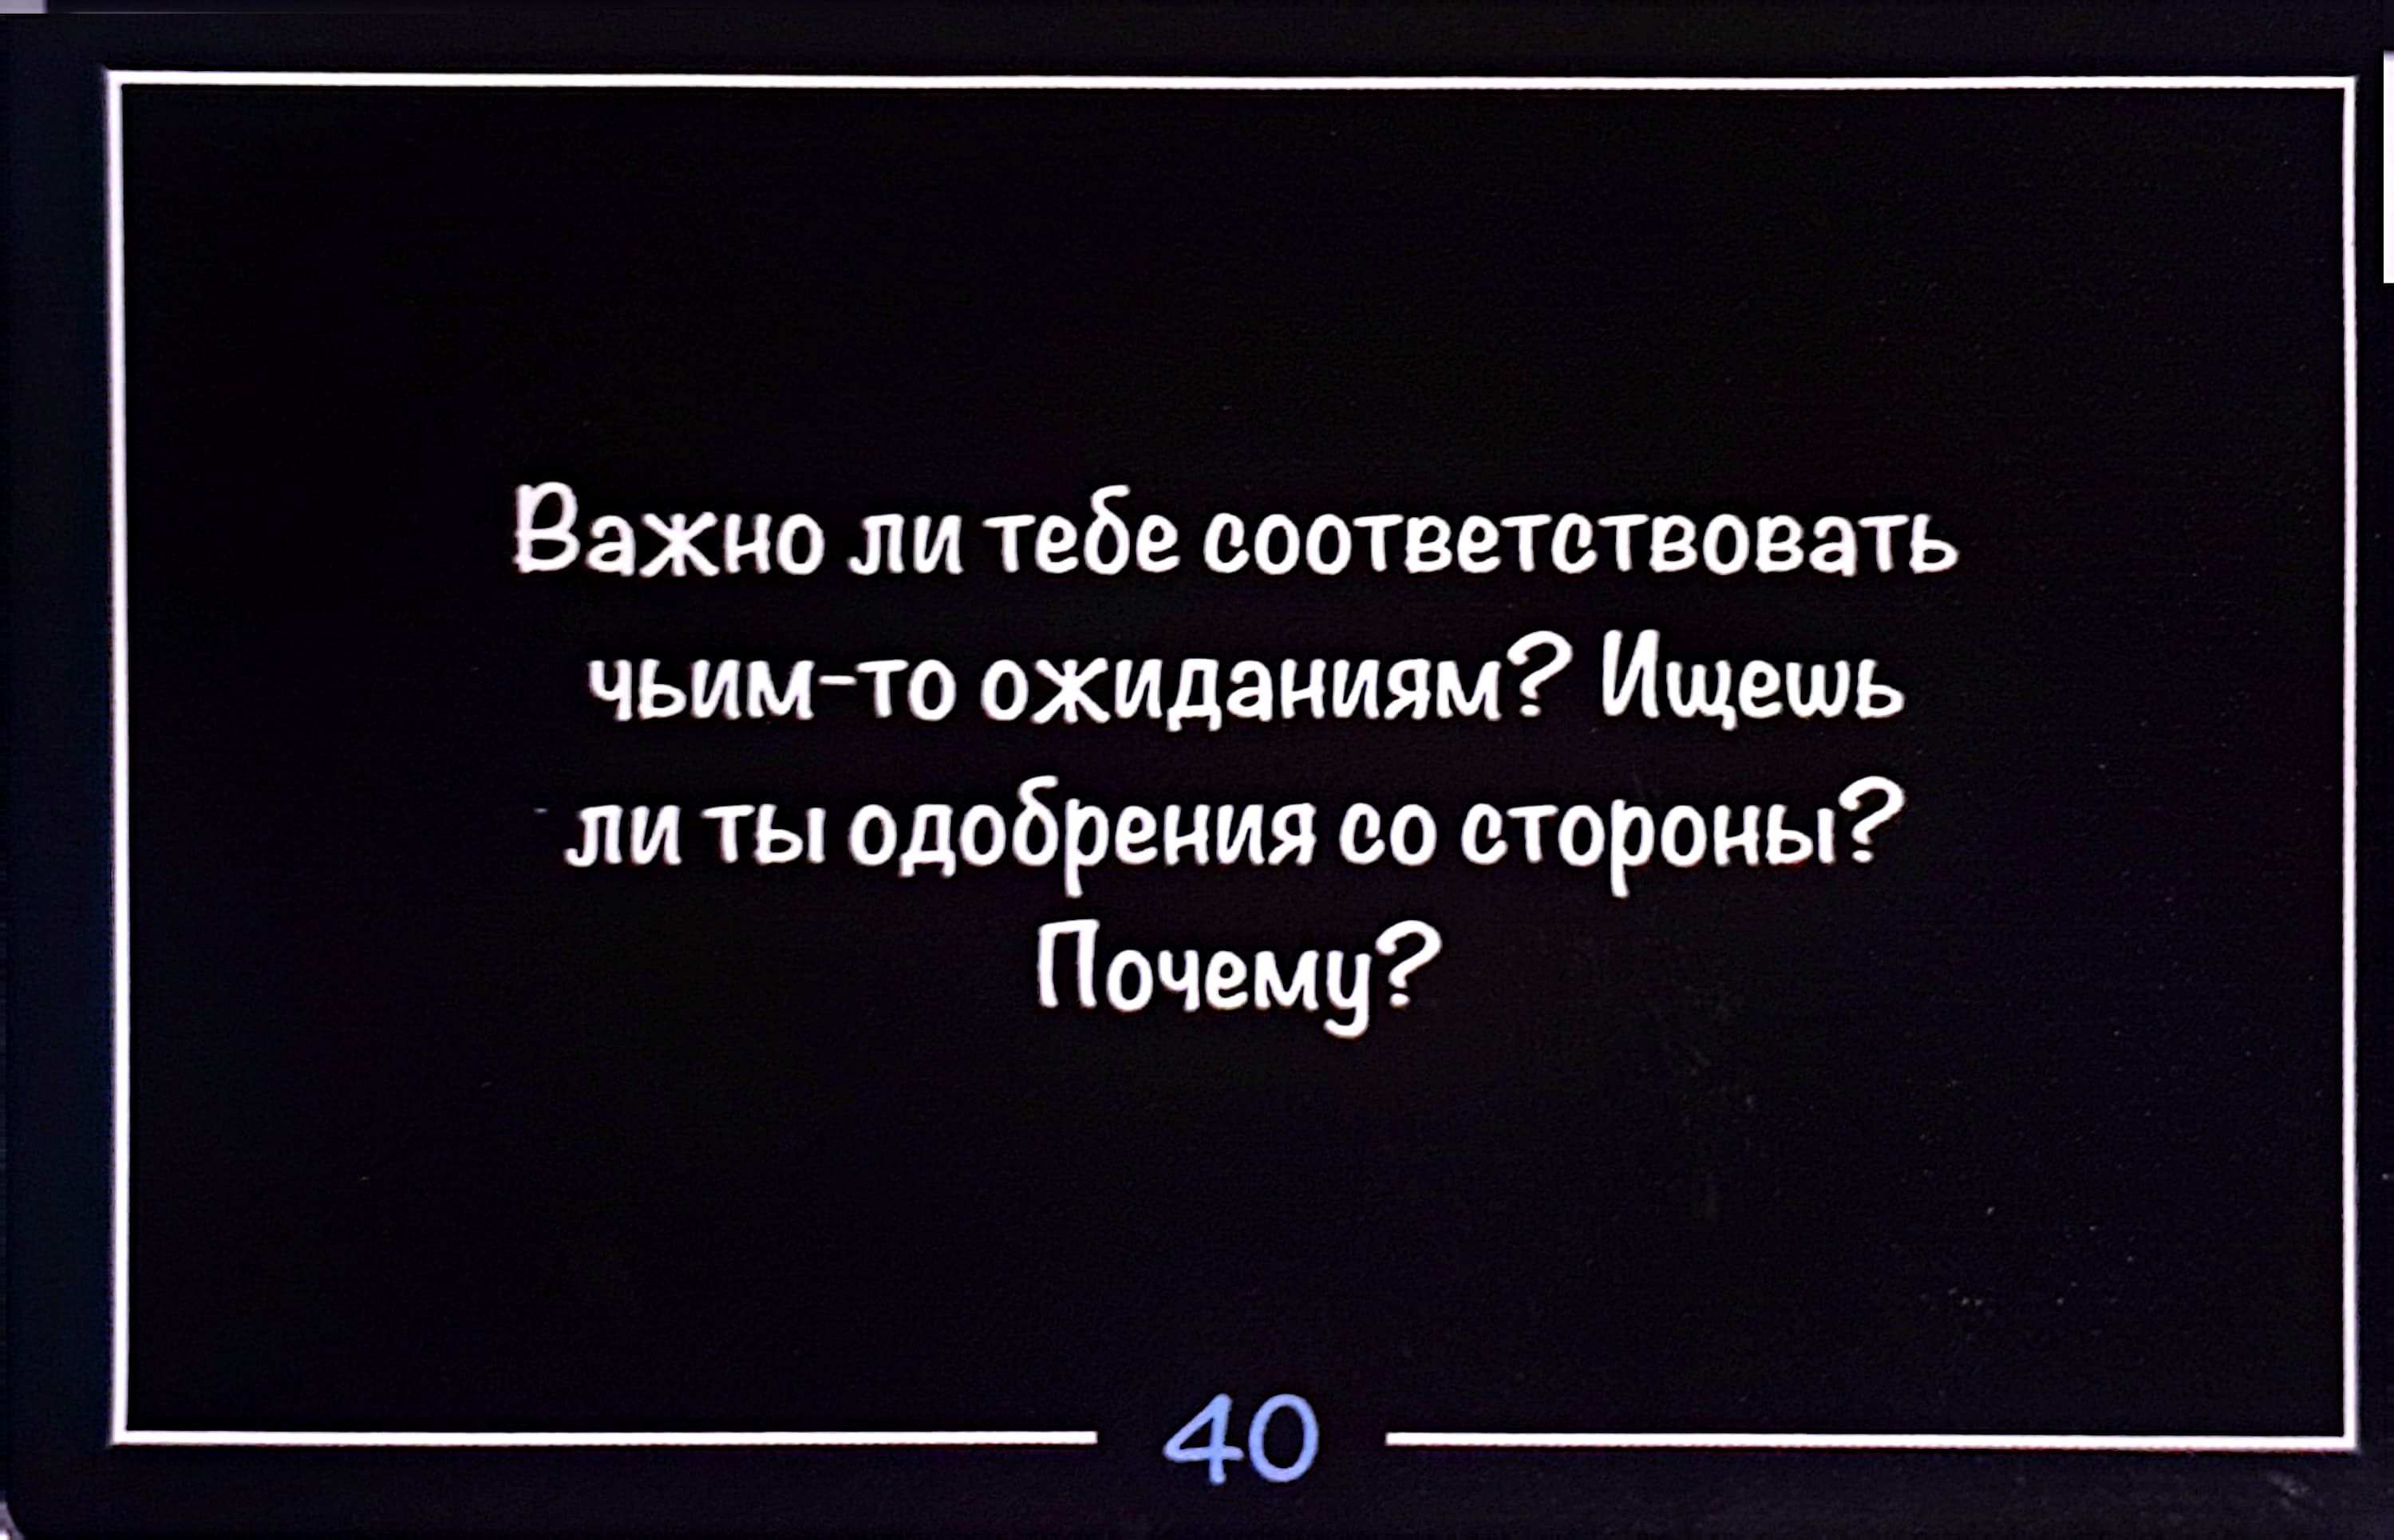 Важно ли тебе соответствовать
чьим-то ожиданиям? Ищешь
ли ты одобрения со стороны?
Почему?
40